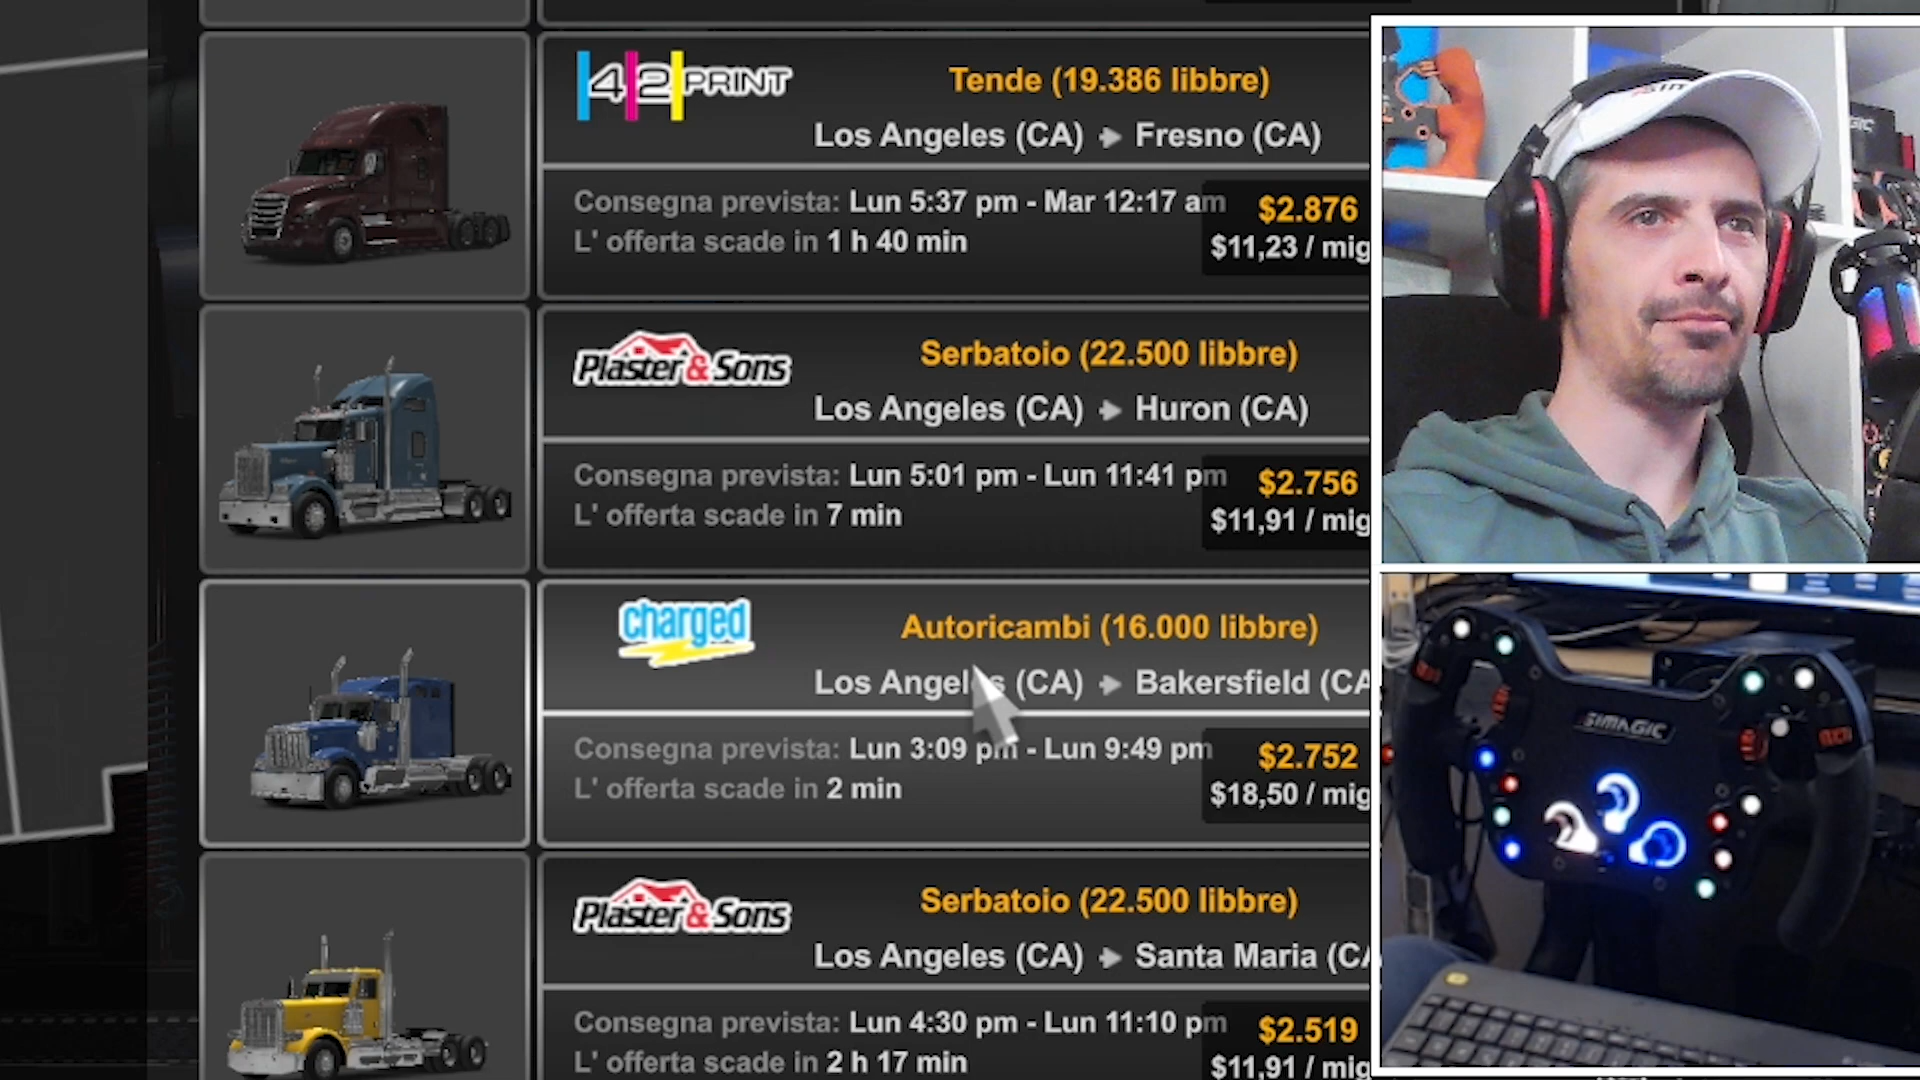 42PRINT
Tende (19.386 libbre)
Los Angeles (CA) Fresno (CA)
Consegna prevista: Lun 5:37 pm - Mar 12:17 am
L' offerta scade in 1 h 40 min
$2.876
$11,23 / mig
Plaster & Sons
Serbatoio (22.500 libbre)
Los Angeles (CA) Huron (CA)
Consegna prevista: Lun 5:01 pm - Lun 11:41 pm
L' offerta scade in 7 min
$2.756
$11,91 / mig
charged
Autoricambi (16.000 libbre)
Los Angeles (CA) Bakersfield (CA
Consegna prevista: Lun 3:09 pm - Lun 9:49 pm
L' offerta scade in 2 min
$2.752
$18,50 / mig
Plaster & Sons
Serbatoio (22.500 libbre)
Los Angeles (CA) Santa Maria (CA
Consegna prevista: Lun 4:30 pm - Lun 11:10 pm
L' offerta scade in 2 h 17 min
$2.519
$11,91 / mig
SIMAGIC